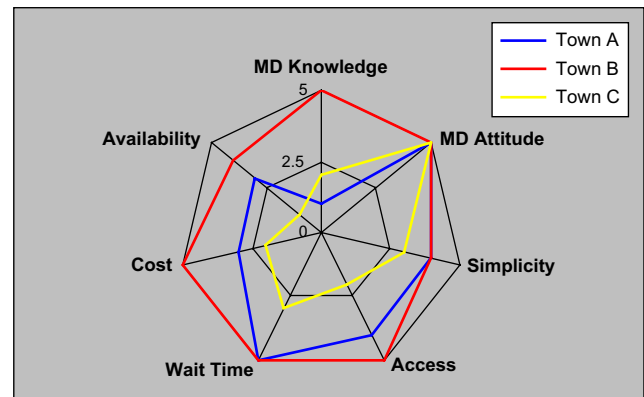 Town A
Town B
Town C
MD Knowledge
5
Availability
MD Attitude
2.5
0
Cost
Simplicity
Wait Time
Access